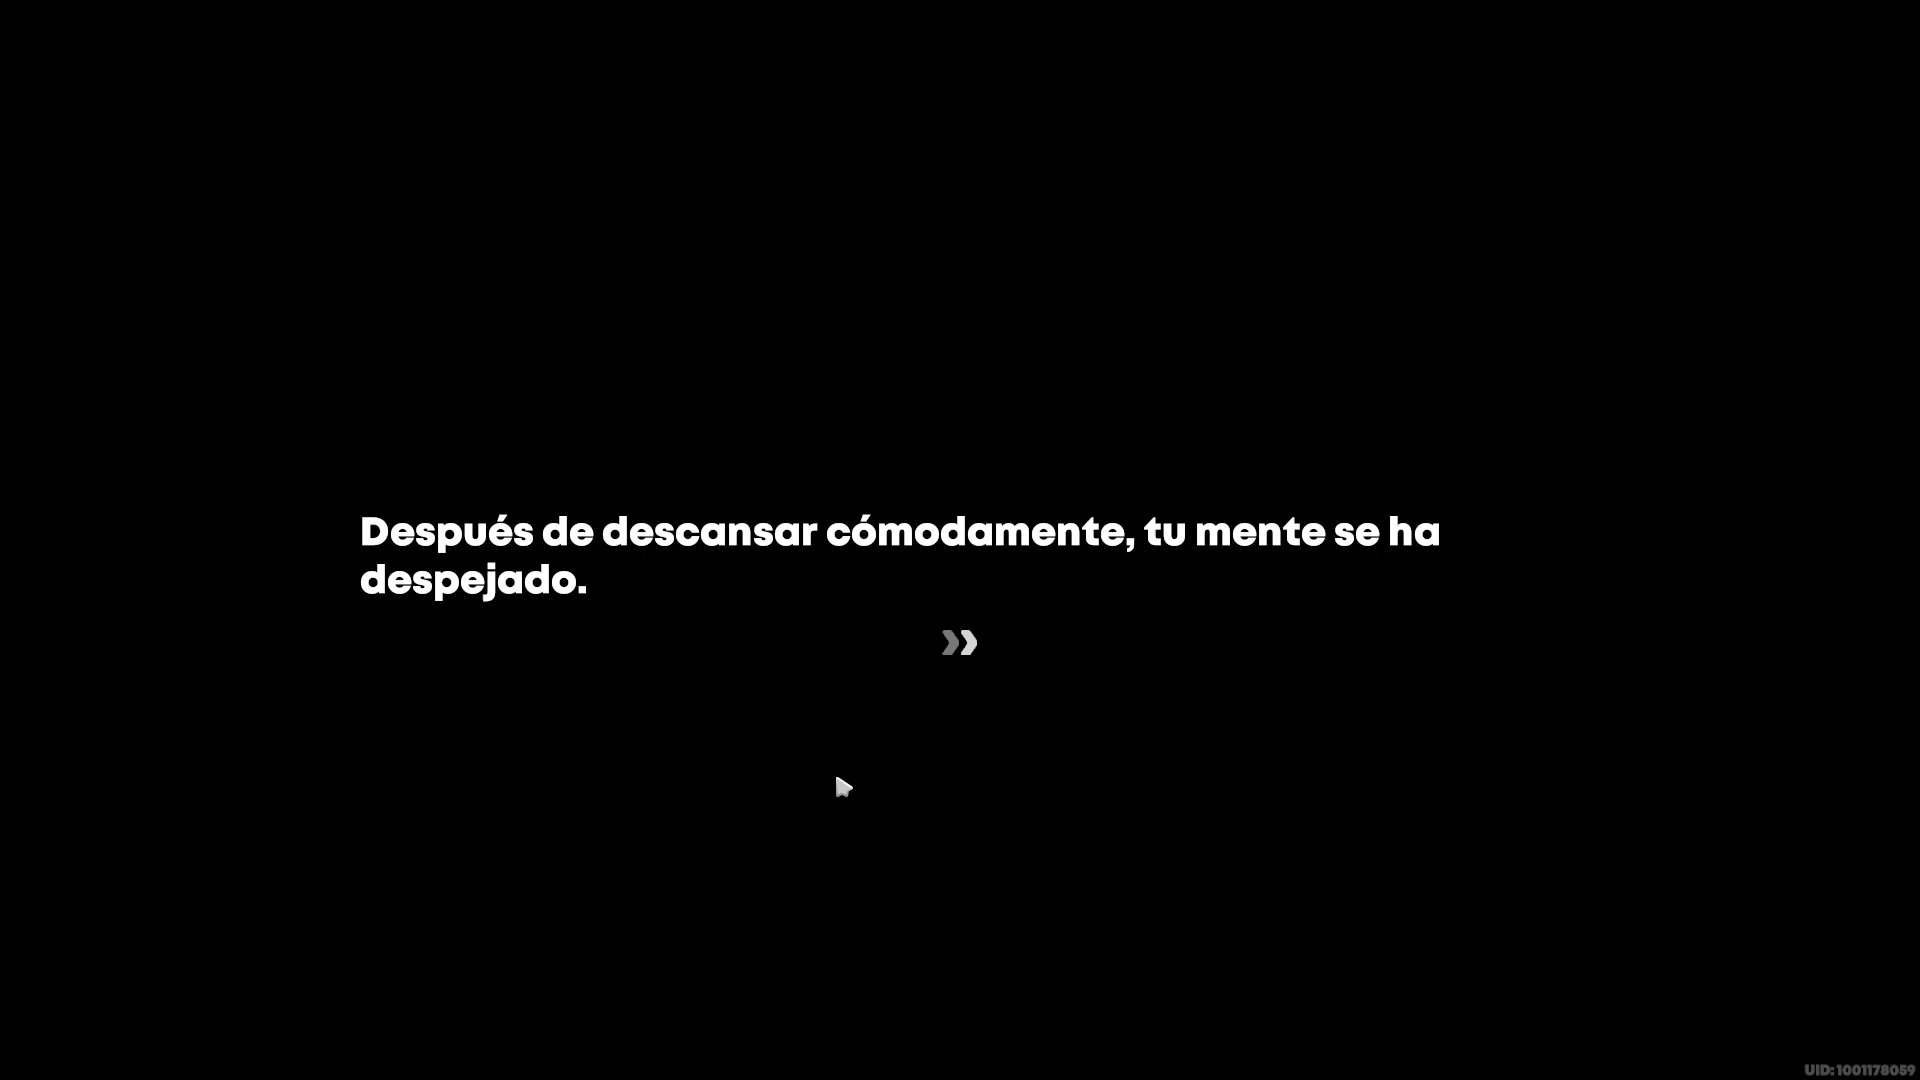 Después de descansar cómodamente, tu mente se ha
despejado.
UID: 1001178059